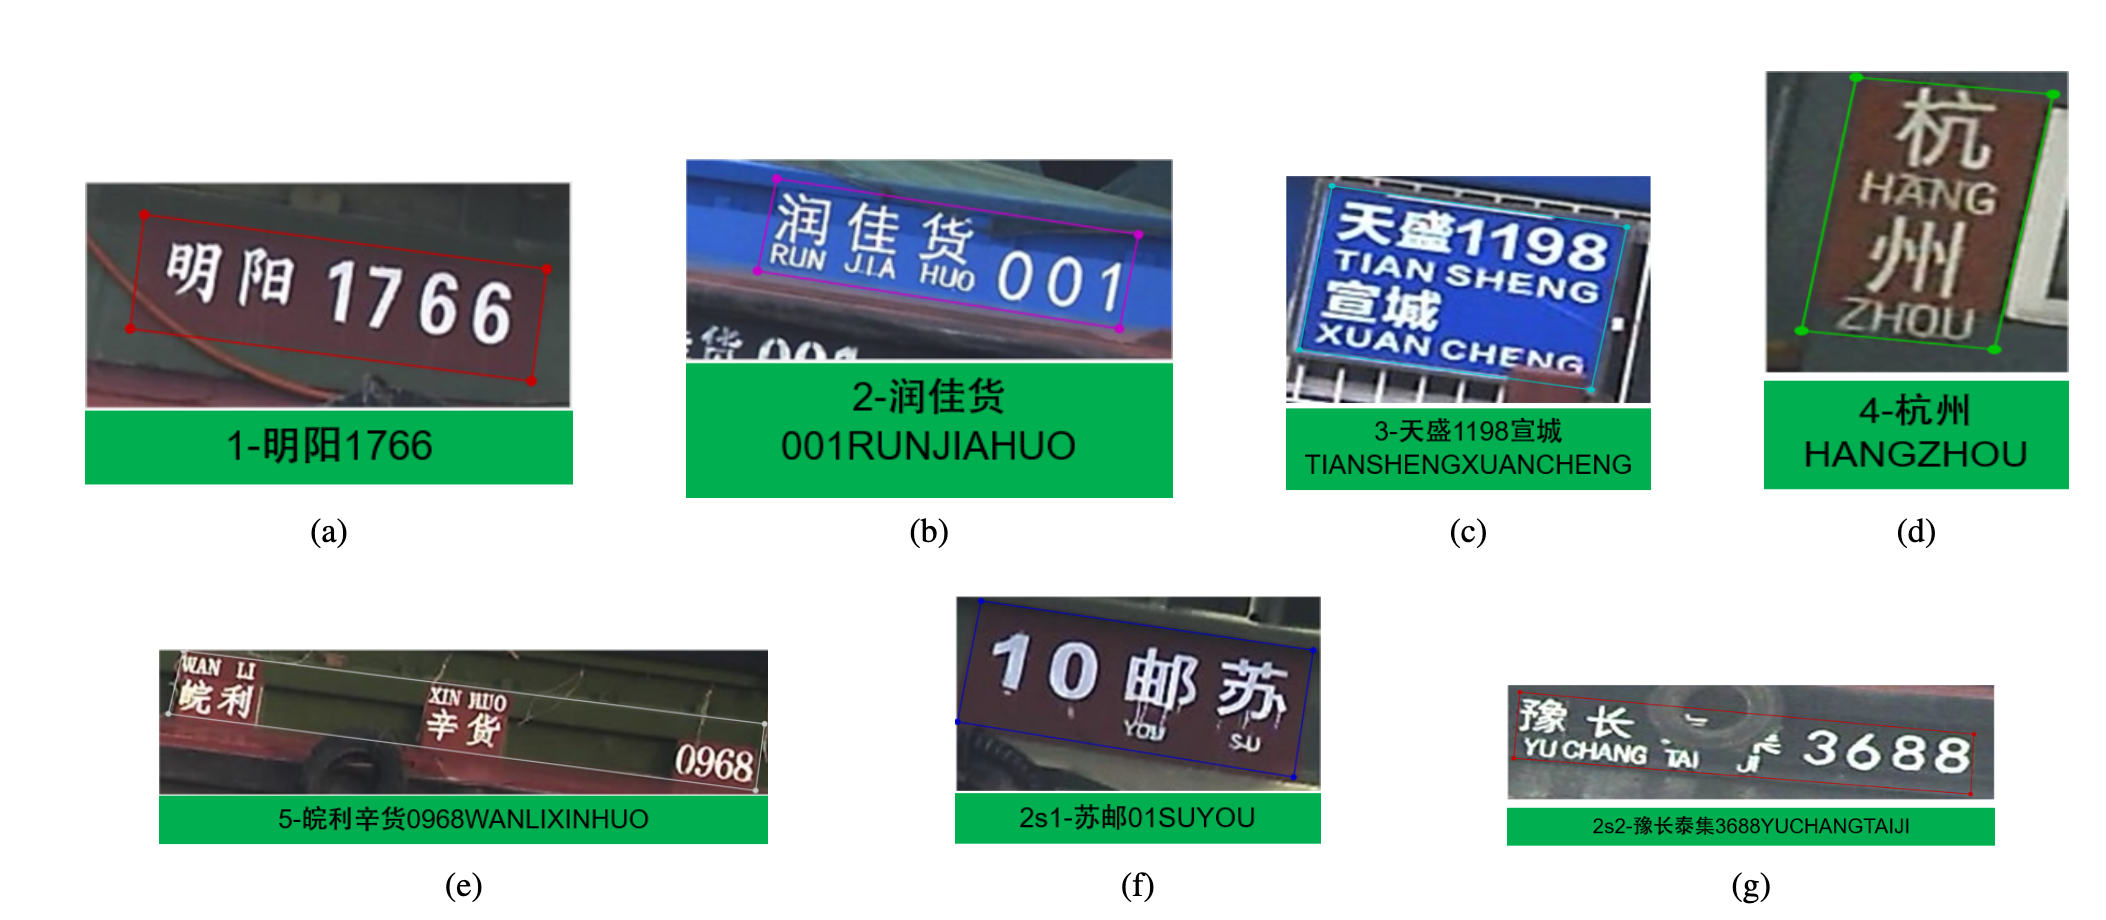 明阳 1766
1-明阳1766
(a)
润佳货 001
RUN JIA HUO
2-润佳货
001RUNJIAHUO
(b)
天盛1198
TIAN SHENG
宣城
XUAN CHENG
3-天盛1198宣城
TIANSHENGXUANCHENG
(c)
杭
HANG
州
ZHOU
4-杭州
HANGZHOU
(d)
WAN LI
皖利
XIN HUO
辛货
0968
5-皖利辛货0968WANLIXINHUO
(e)
10邮苏
YOU SU
2s1-苏邮01SUYOU
(f)
豫长 3688
YU CHANG TAI JI
2s2-豫长泰集3688YUCHANGTAIJI
(g)